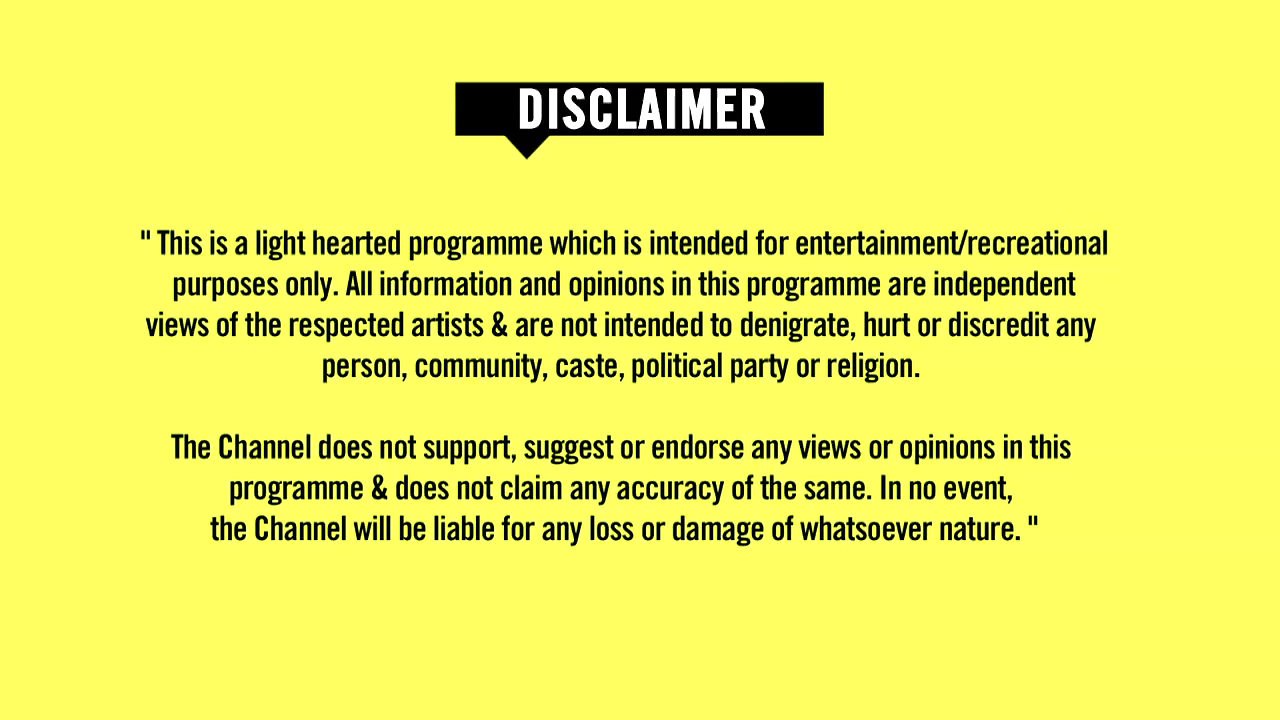 DISCLAIMER
" This is a light hearted programme which is intended for entertainment/recreational
purposes only. All information and opinions in this programme are independent
views of the respected artists & are not intended to denigrate, hurt or discredit any
person, community, caste, political party or religion.
The Channel does not support, suggest or endorse any views or opinions in this
programme & does not claim any accuracy of the same. In no event,
the Channel will be liable for any loss or damage of whatsoever nature. "